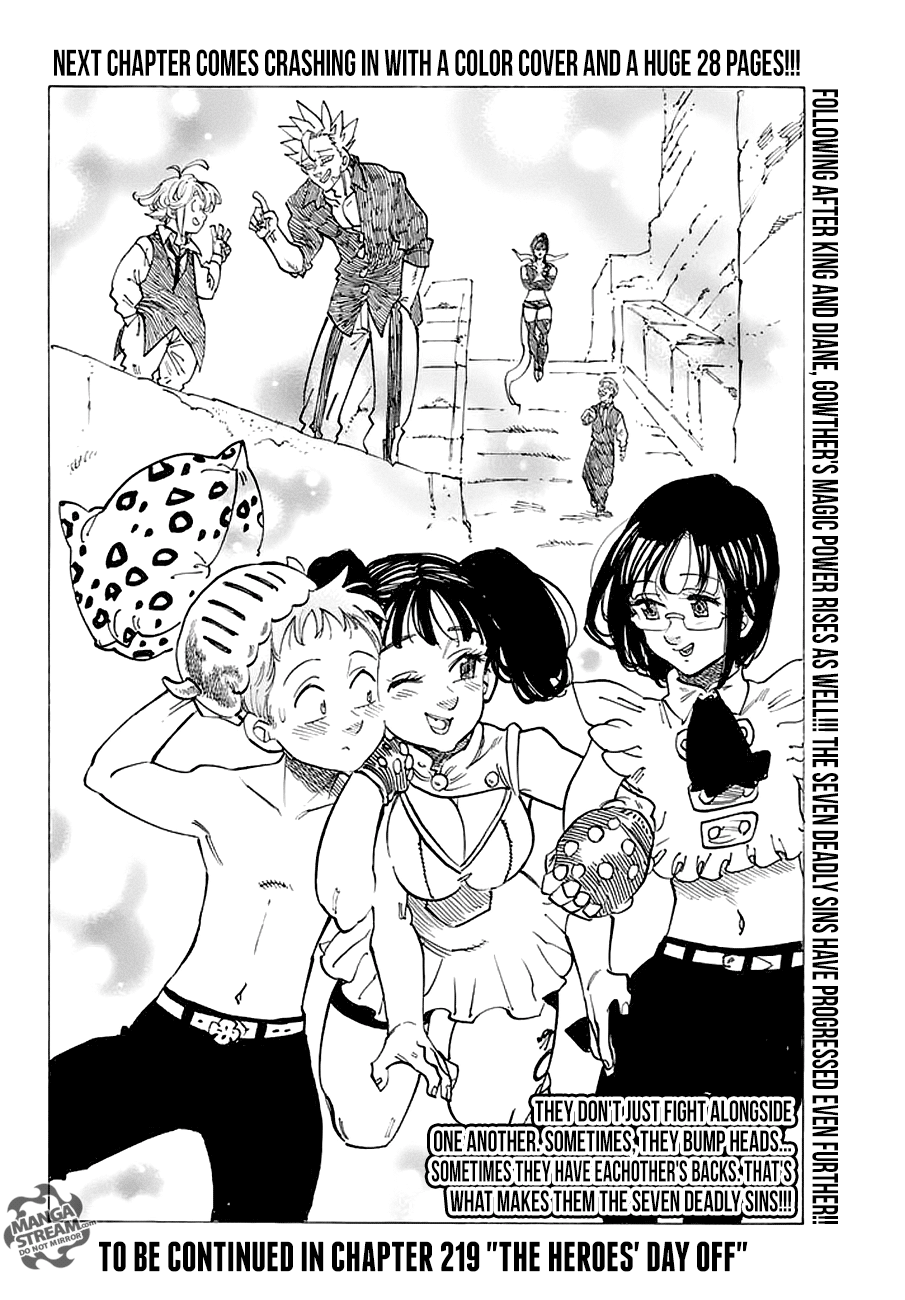 NEXT CHAPTER COMES CRASHING IN WITH A COLOR COVER AND A HUGE 28 PAGES!!!
FOLLOWING AFTER KING AND DIANE, GOWTHER'S MAGIC POWER RISES AS WELL!!! THE SEVEN DEADLY SINS HAVE PROGRESSED EVEN FURTHER!!
THEY DON'T JUST FIGHT ALONGSIDE
ONE ANOTHER. SOMETIMES, THEY BUMP HEADS...
SOMETIMES THEY HAVE EACHOTHER'S BACKS. THAT'S
WHAT MAKES THEM THE SEVEN DEADLY SINS!!!
MANGA
STREAM.com
DO NOT MIRROR
TO BE CONTINUED IN CHAPTER 219 "THE HEROES' DAY OFF"